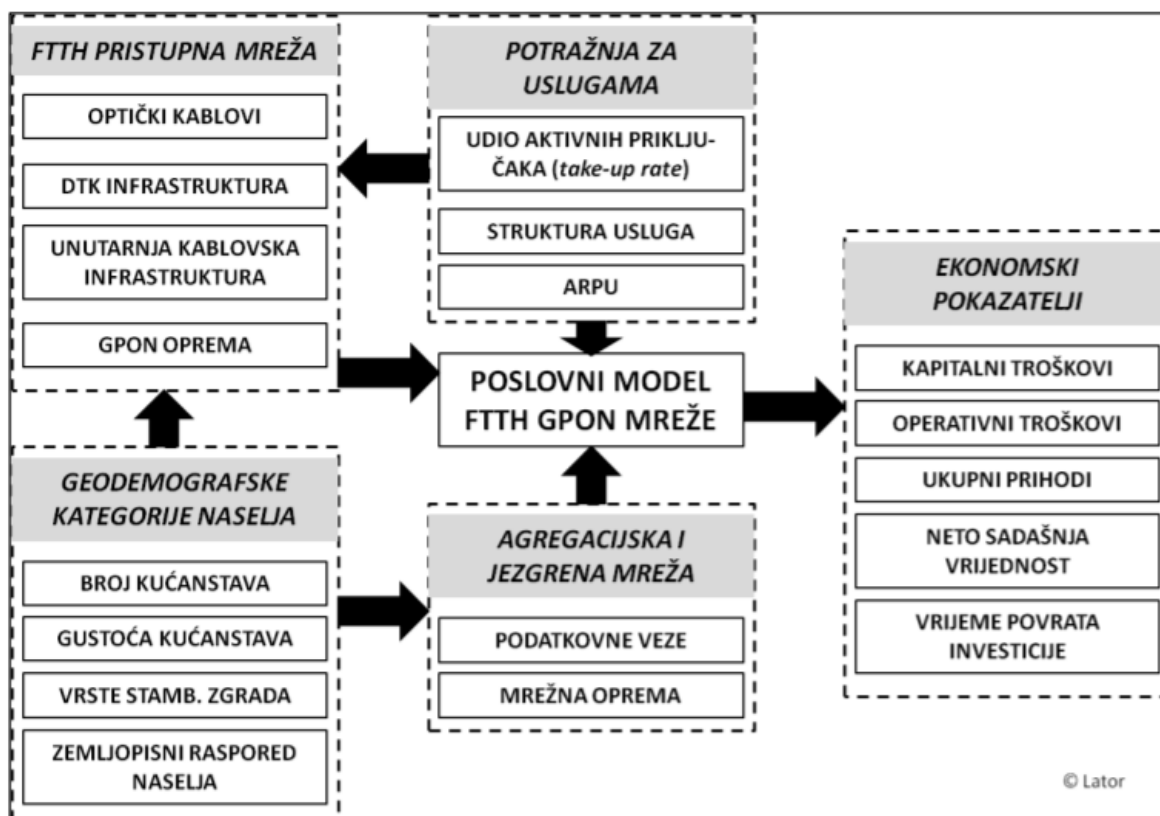 FTTH PRISTUPNA MREŽA
OPTIČKI KABLOVI
DTK INFRASTRUKTURA
UNUTARNJA KABLOVSKA
INFRASTRUKTURA
GPON OPREMA
POTRAŽNJA ZA
USLUGAMA
UDIO AKTIVNIH PRIKLJU-
ČAKA (take-up rate)
STRUKTURA USLUGA
ARPU
POSLOVNI MODEL
FTTH GPON MREŽE
GEODEMOGRAFSKE
KATEGORIJE NASELJA
BROJ KUĆANSTAVA
GUSTOĆA KUĆANSTAVA
VRSTE STAMB. ZGRADA
ZEMLJOPISNI RASPORED
NASELJA
AGREGACIJSKA I
JEZGRENA MREŽA
PODATKOVNE VEZE
MREŽNA OPREMA
EKONOMSKI
POKAZATELJI
KAPITALNI TROŠKOVI
OPERATIVNI TROŠKOVI
UKUPNI PRIHODI
NETO SADAŠNJA
VRIJEDNOST
VRIJEME POVRATA
INVESTICIJE
© Lator